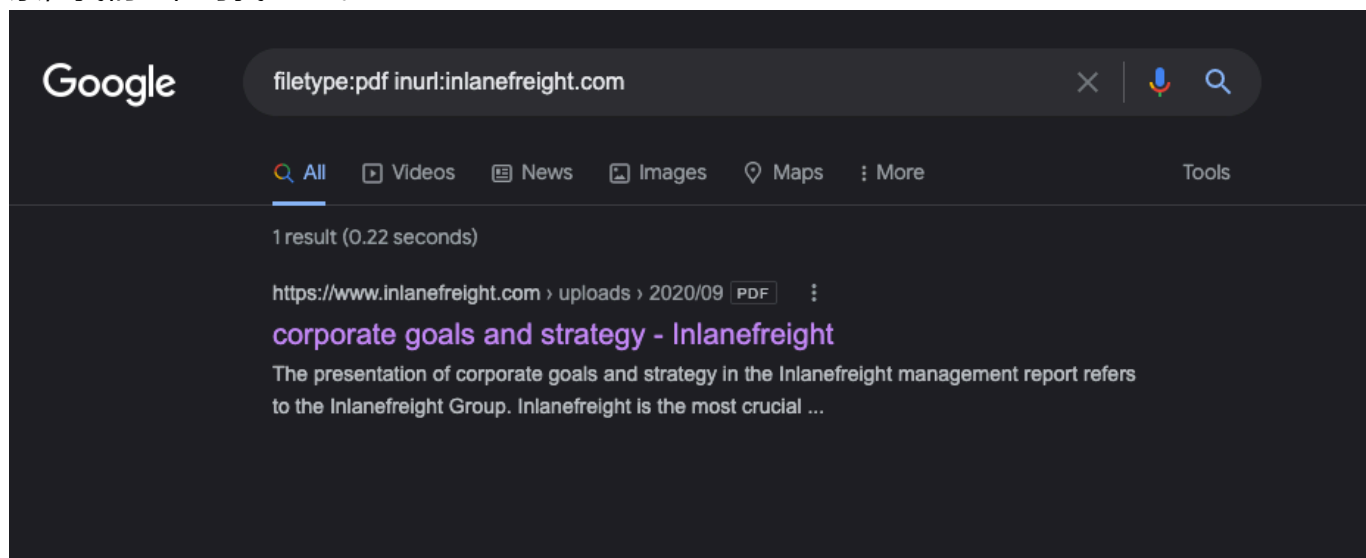 Google
filetype:pdf inurl:inlanefreight.com
All Videos News Images Maps More Tools
1 result (0.22 seconds)
https://www.inlanefreight.com › uploads › 2020/09 PDF
corporate goals and strategy - Inlanefreight
The presentation of corporate goals and strategy in the Inlanefreight management report refers
to the Inlanefreight Group. Inlanefreight is the most crucial ...